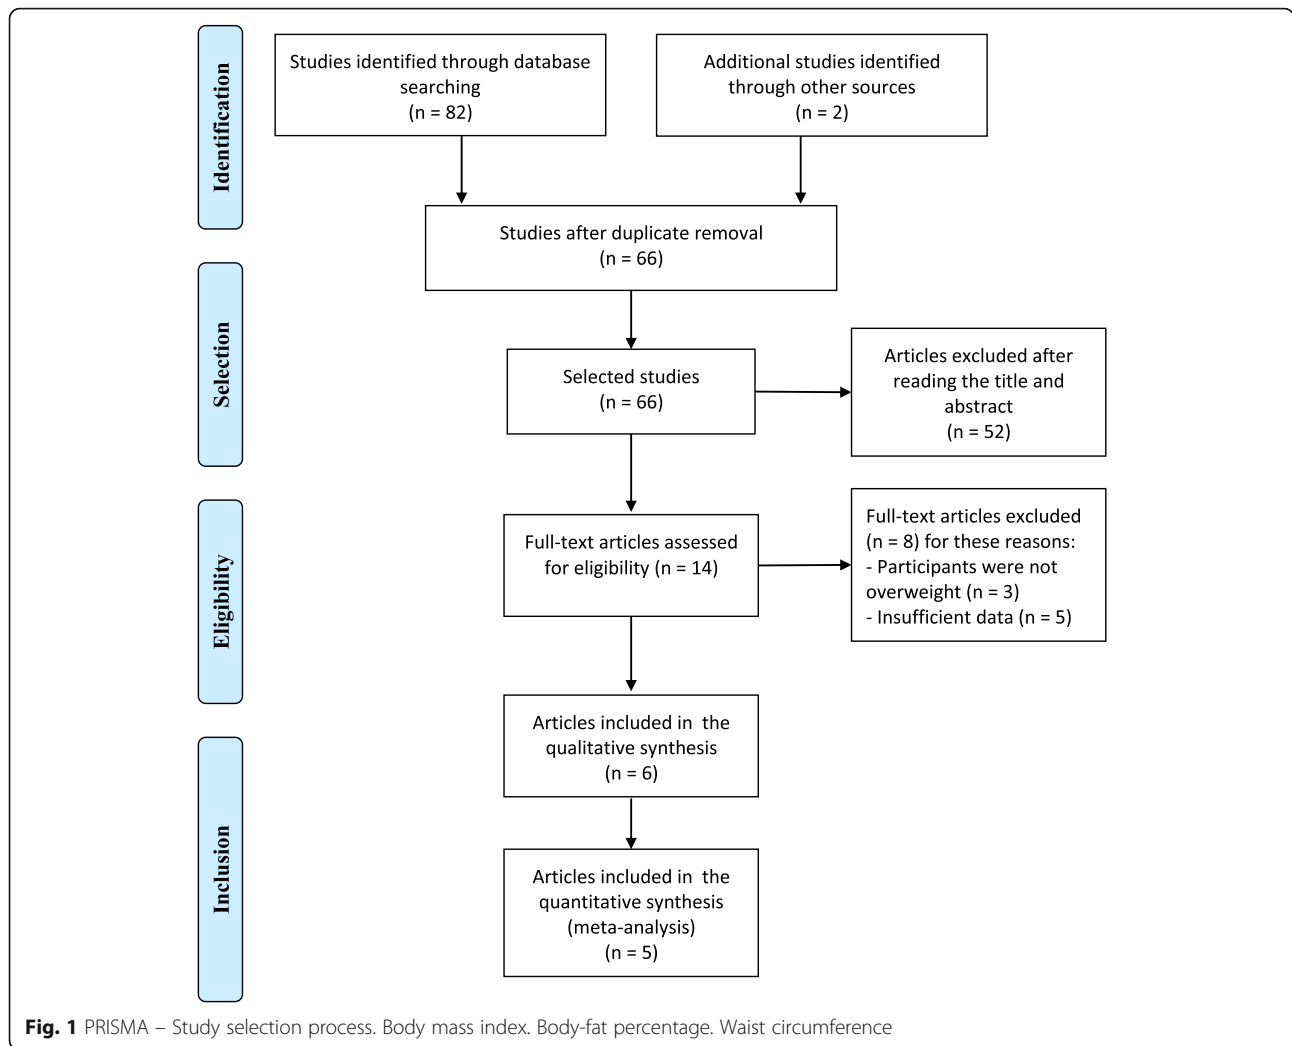 Identification
Studies identified through database
searching
(n = 82)
Additional studies identified
through other sources
(n = 2)
Studies after duplicate removal
(n = 66)
Selection
Selected studies
(n = 66)
Articles excluded after
reading the title and
abstract
(n = 52)
Eligibility
Full-text articles assessed
for eligibility (n = 14)
Full-text articles excluded
(n = 8) for these reasons:
- Participants were not
overweight (n = 3)
- Insufficient data (n = 5)
Inclusion
Articles included in  the
qualitative synthesis
(n = 6)
Articles included in  the
quantitative synthesis
(meta-analysis)
(n = 5)
Fig. 1 PRISMA – Study selection process. Body mass index. Body-fat percentage. Waist circumference